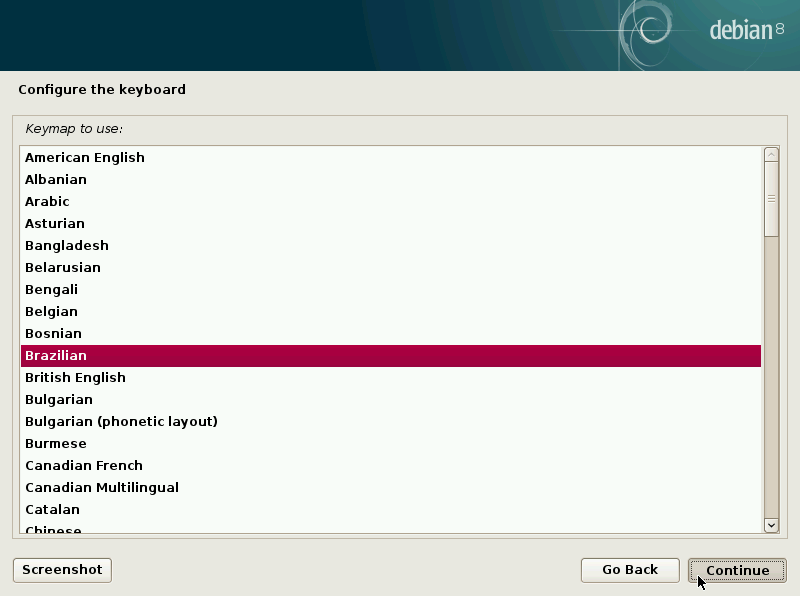 debian 8
Configure the keyboard
Keymap to use:
American English
Albanian
Arabic
Asturian
Bangladesh
Belarusian
Bengali
Belgian
Bosnian
Brazilian
British English
Bulgarian
Bulgarian (phonetic layout)
Burmese
Canadian French
Canadian Multilingual
Catalan
Chinese
Screenshot Go Back Continue